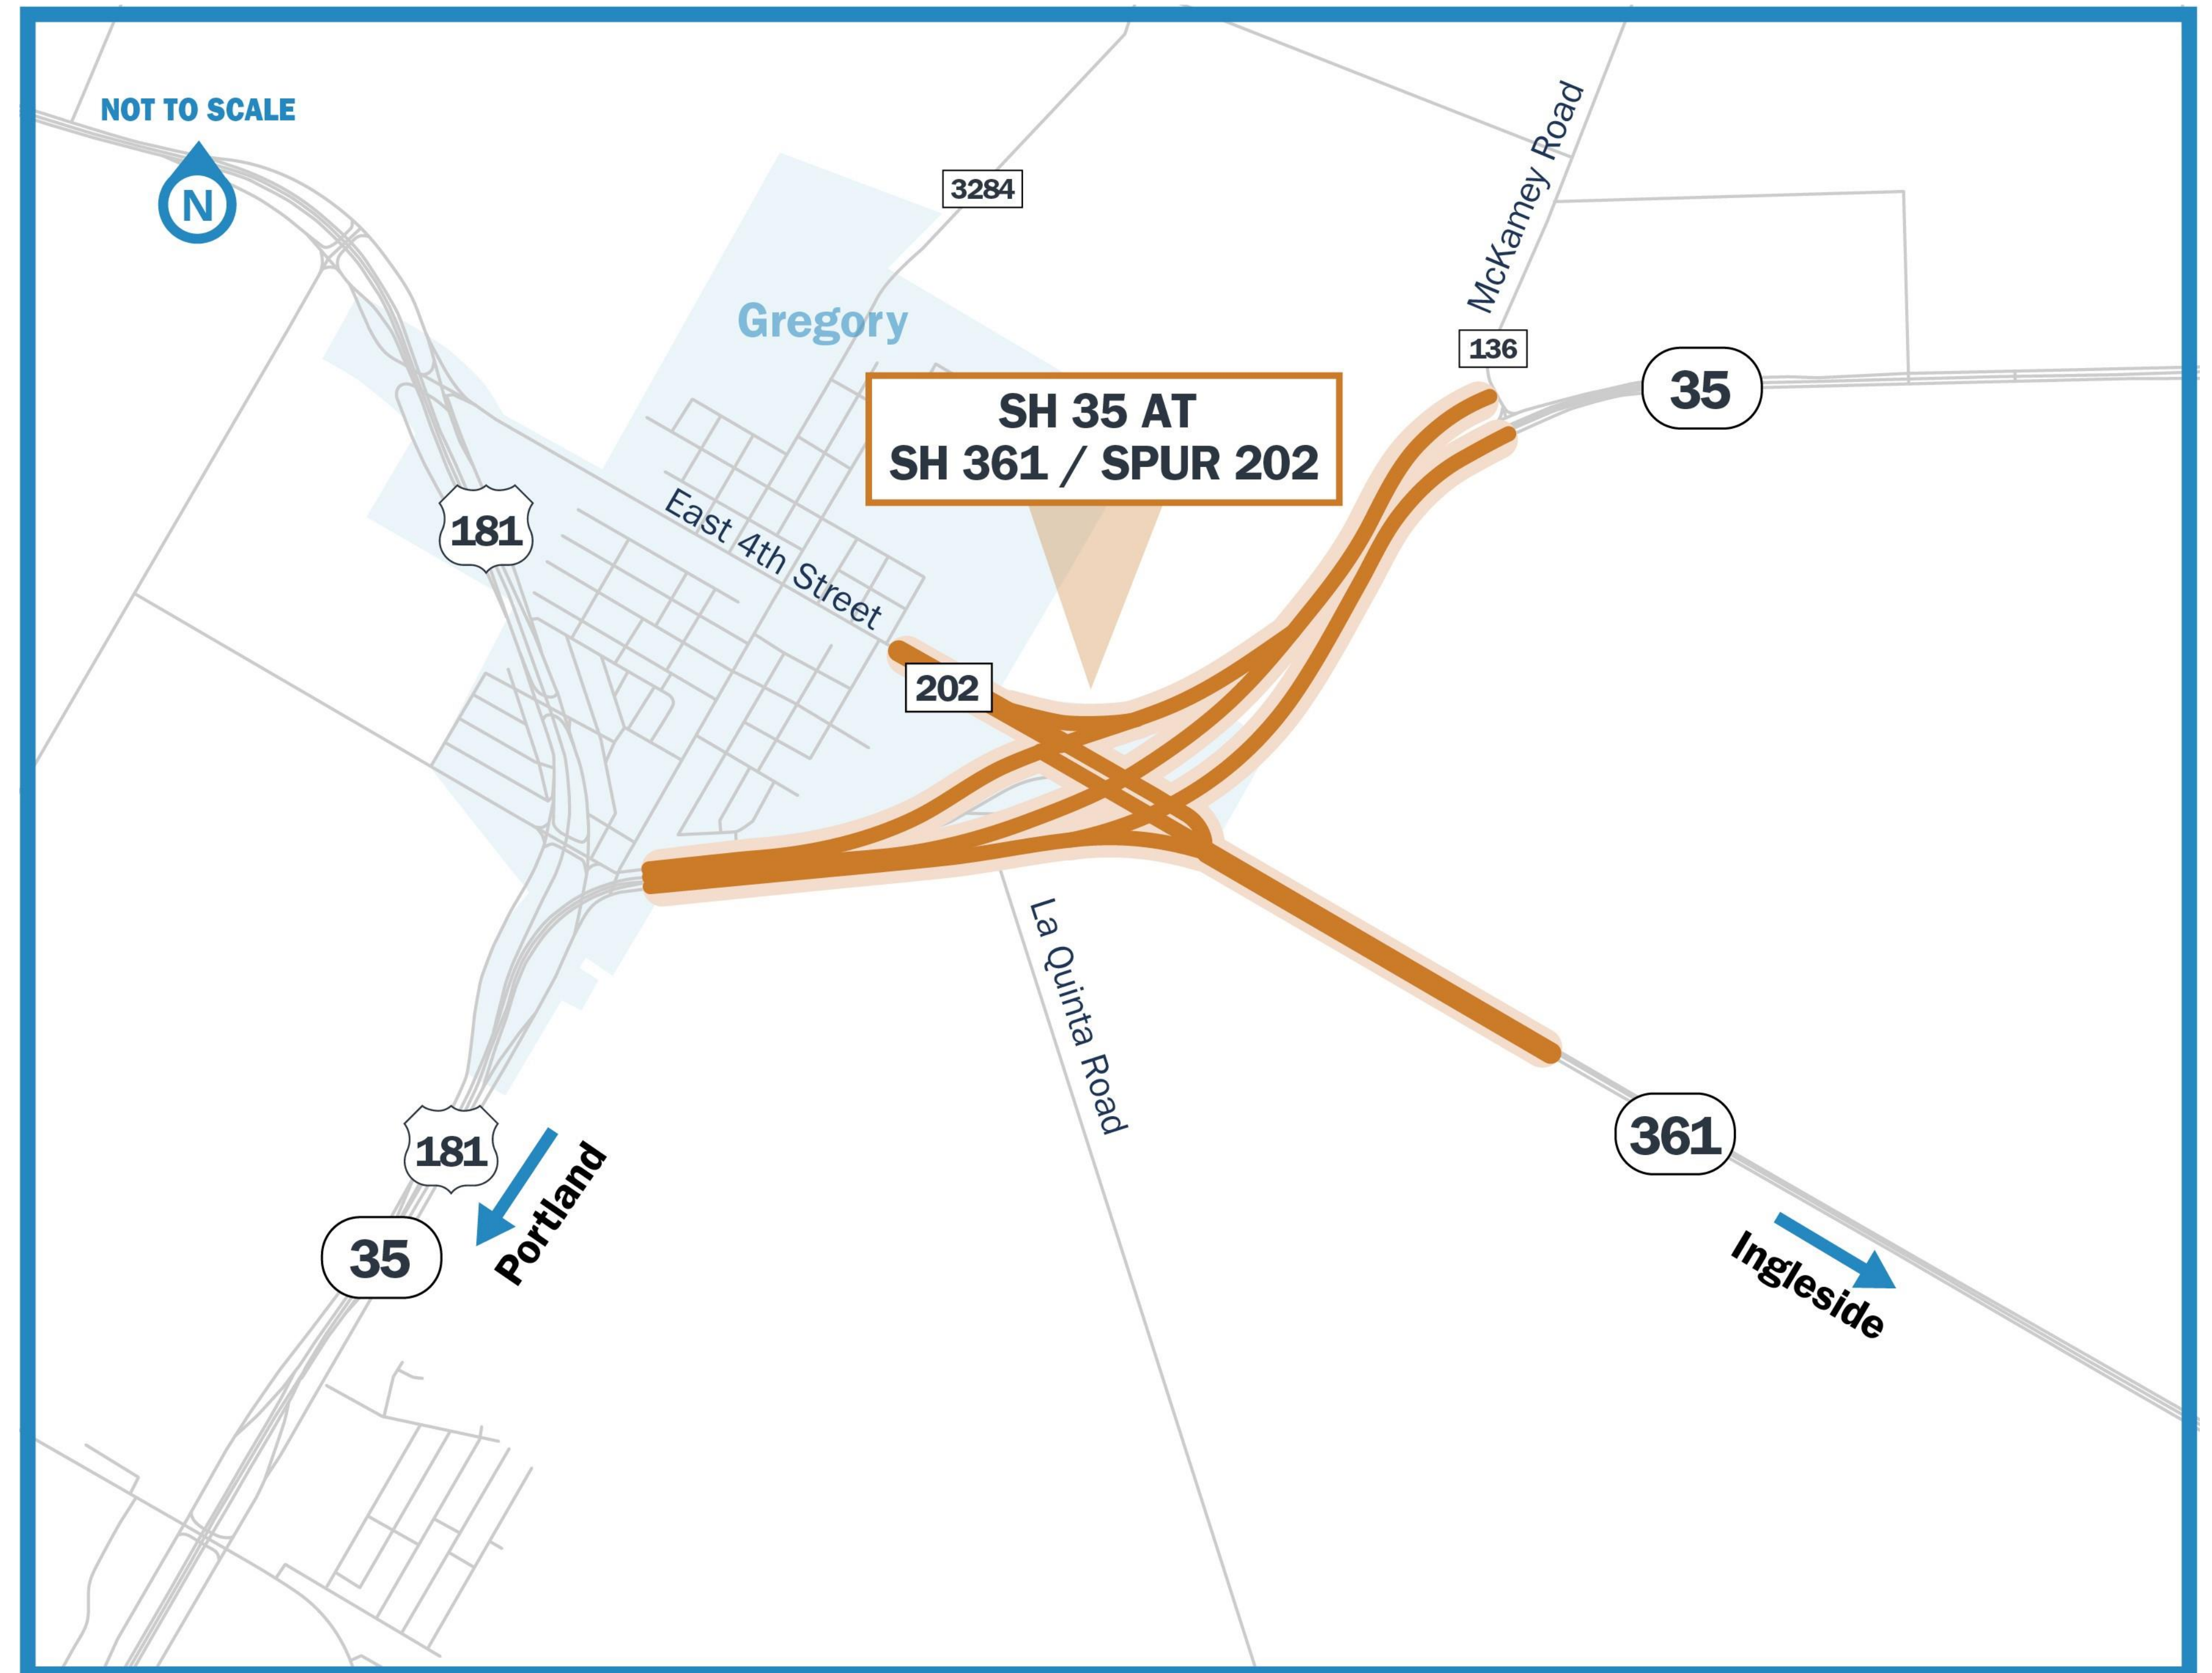 NOT TO SCALE
N
3284
McKamey Road
Gregory
136
35
SH 35 AT
SH 361 / SPUR 202
181
East 4th Street
202
La Quinta Road
181
35
Portland
361
Ingleside